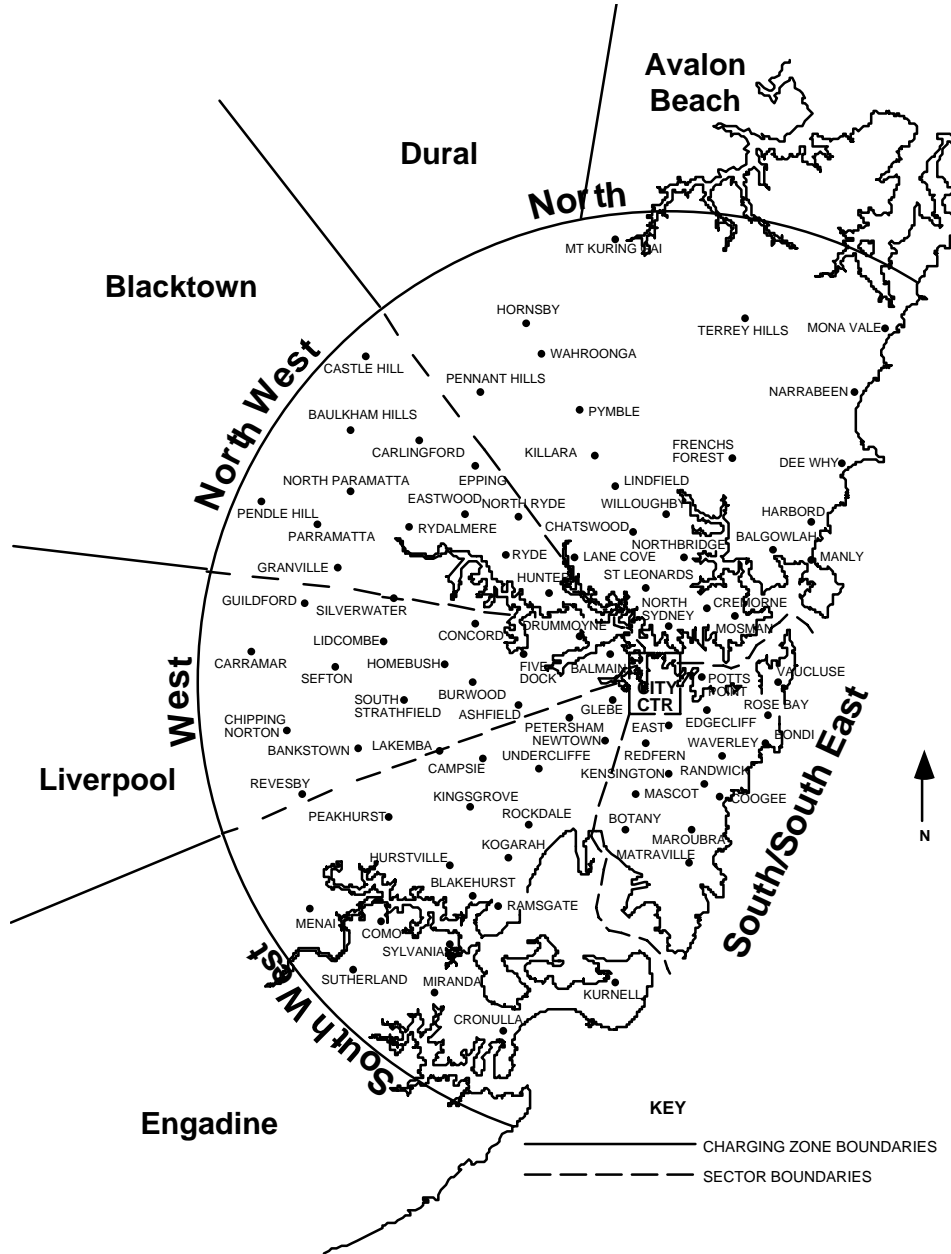 Avalon
Beach
Dural
North
MT KURING GAI
Blacktown
HORNSBY
TERREY HILLS
MONA VALE
WAHROONGA
CASTLE HILL
North West
PENNANT HILLS
NARRABEEN
BAULKHAM HILLS
PYMBLE
CARLINGFORD
KILLARA
FRENCHS
FOREST
DEE WHY
EPPING
NORTH PARAMATTA
LINDFIELD
EASTWOOD
NORTH RYDE
WILLOUGHBY
PENDLE HILL
HARBORD
PARRAMATTA
RYDALMERE
CHATSWOOD
NORTHBRIDGE
BALGOWLAH
RYDE
LANE COVE
MANLY
GRANVILLE
HUNTERS
ST LEONARDS
GUILDFORD
SILVERWATER
NORTH
SYDNEY
CREMORNE
MOSMAN
CONCORD
DRUMMOYNE
LIDCOMBE
CARRAMAR
SEFTON
HOMEBUSH
FIVE
DOCK
BALMAIN
POTTS
POINT
VAUCLUSE
West
SOUTH
STRATHFIELD
BURWOOD
ASHFIELD
GLEBE
CITY
CTR
ROSE BAY
CHIPPING
NORTON
PETERSHAM
EAST
EDGECLIFF
BONDI
BANKSTOWN
LAKEMBA
NEWTOWN
REDFERN
WAVERLEY
Liverpool
CAMPSIE
UNDERCLIFFE
KENSINGTON
RANDWICK
REVESBY
MASCOT
COOGEE
South/South East
PEAKHURST
KINGSGROVE
ROCKDALE
BOTANY
MAROUBRA
N
KOGARAH
MATRAVILLE
HURSTVILLE
BLAKEHURST
RAMSGATE
MENAI
COMO
SYLVANIA
SUTHERLAND
MIRANDA
KURNELL
South West
CRONULLA
Engadine
KEY
CHARGING ZONE BOUNDARIES
SECTOR BOUNDARIES